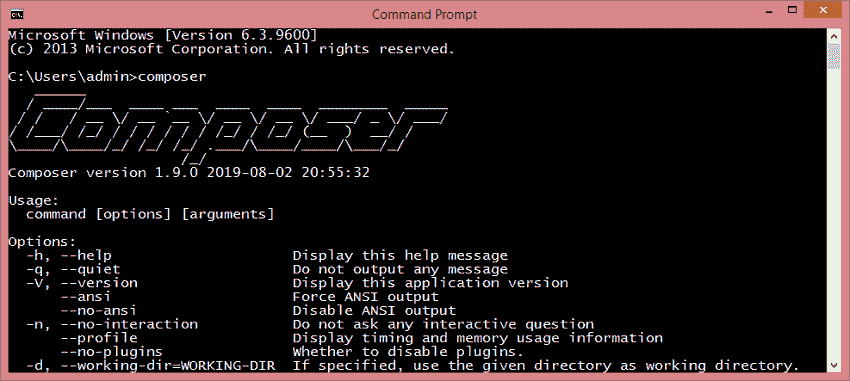 Command Prompt
Microsoft Windows [Version 6.3.9600]
(c) 2013 Microsoft Corporation. All rights reserved.
C:\Users\admin>composer
Composer
Composer version 1.9.0 2019-08-02 20:55:32
Usage:
command [options] [arguments]
Options:
-h, --help Display this help message
-q, --quiet Do not output any message
-V, --version Display this application version
--ansi Force ANSI output
--no-ansi Disable ANSI output
-n, --no-interaction Do not ask any interactive question
--profile Display timing and memory usage information
--no-plugins Whether to disable plugins.
-d, --working-dir=WORKING-DIR If specified, use the given directory as working directory.